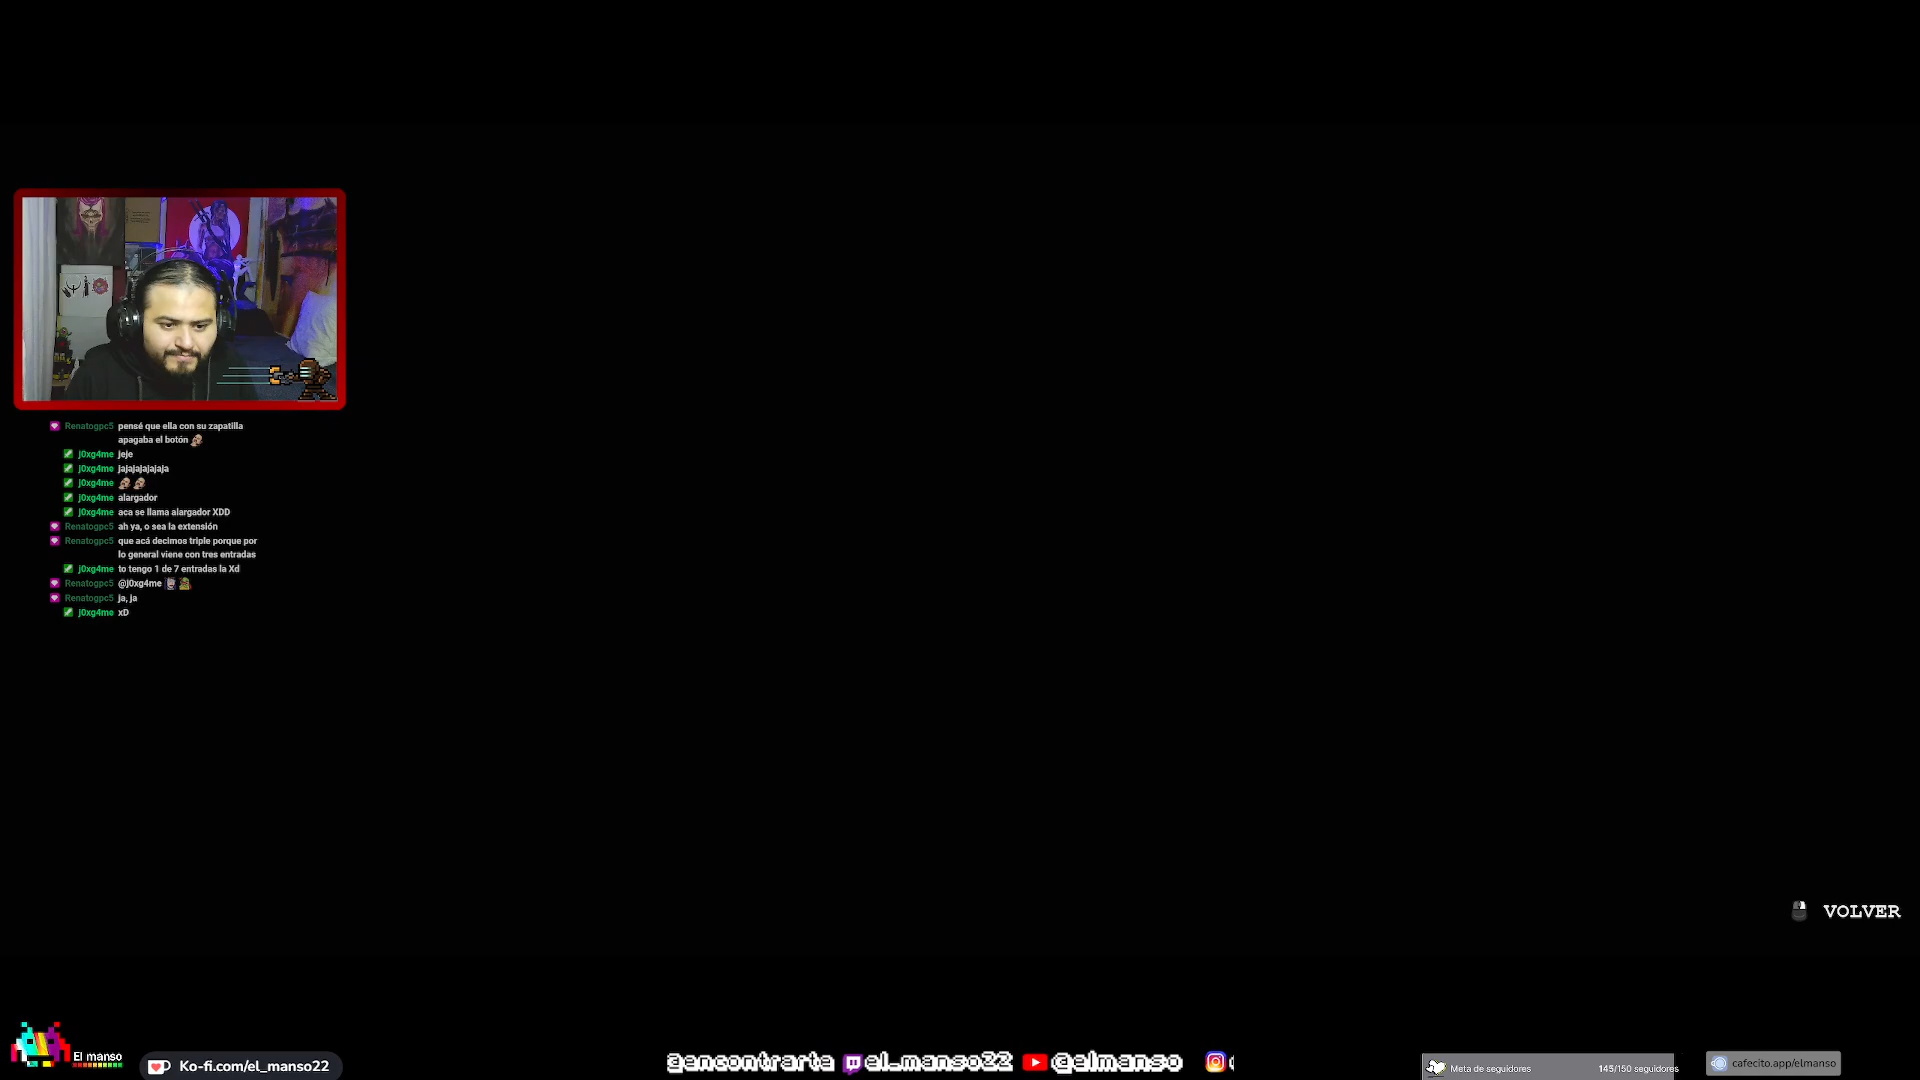 Renatogpc5 pensé que ella con su zapatilla
apagaba el botón
j0xg4me jeje
j0xg4me jajajajajajaja
j0xg4me
j0xg4me alargador
j0xg4me aca se llama alargador XDD
Renatogpc5 ah ya, o sea la extensión
Renatogpc5 que acá decimos triple porque por
lo general viene con tres entradas
j0xg4me to tengo 1 de 7 entradas la Xd
Renatogpc5 @j0xg4me
Renatogpc5 ja, ja
j0xg4me xD
VOLVER
El manso
Ko-fi.com/el_manso22
@encontrarte el_manso22 @elmanso
Meta de seguidores 145/150 seguidores
cafecito.app/elmanso